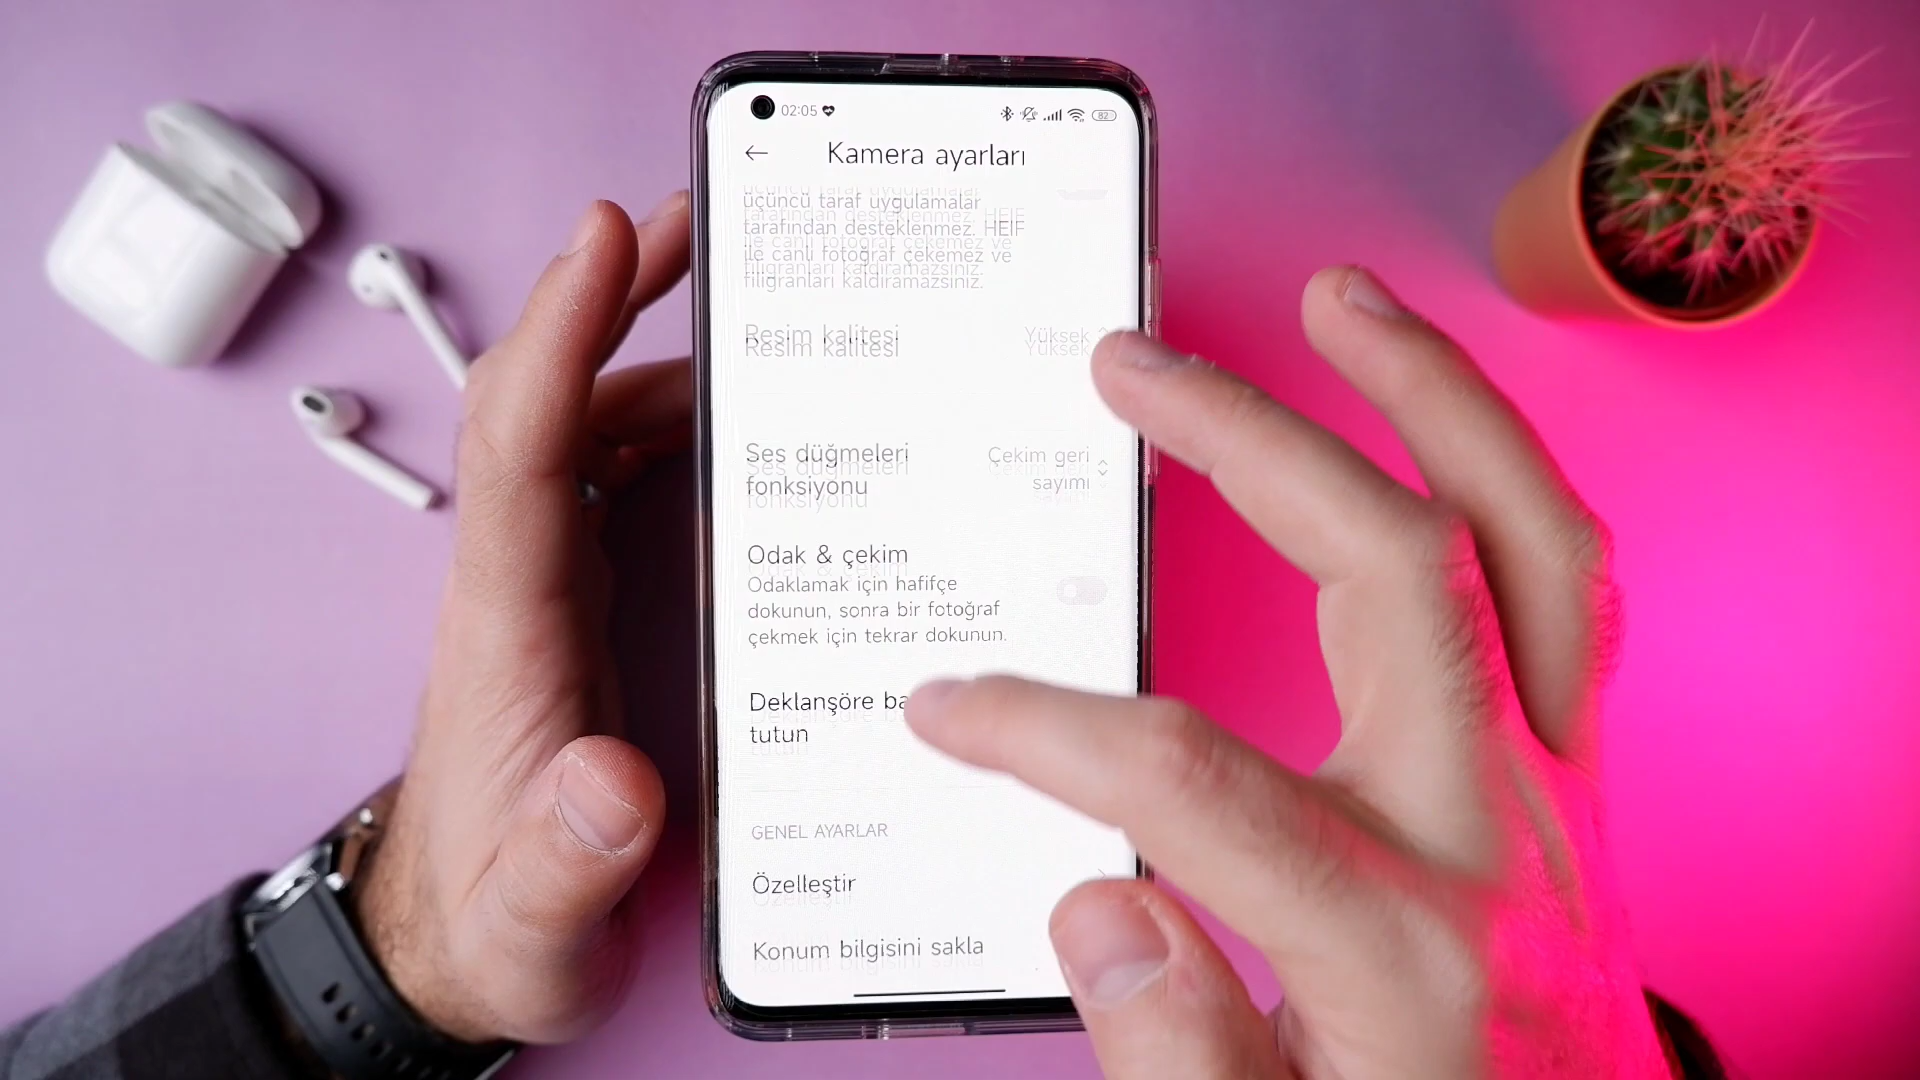 02:05
82
Kamera ayarları
üçüncü taraf uygulamalar
tarafından desteklenmez. HEIF
ile canlı fotoğraf çekemez ve
filigranları kaldıramazsınız.
Resim kalitesi
Yüksek
Ses düğmeleri
fonksiyonu
Çekim geri
sayımı
Odak & çekim
Odaklamak için hafifçe
dokunun, sonra bir fotoğraf
çekmek için tekrar dokunun.
Deklanşöre
tutun
GENEL AYARLAR
Özelleştir
Konum bilgisini sakla